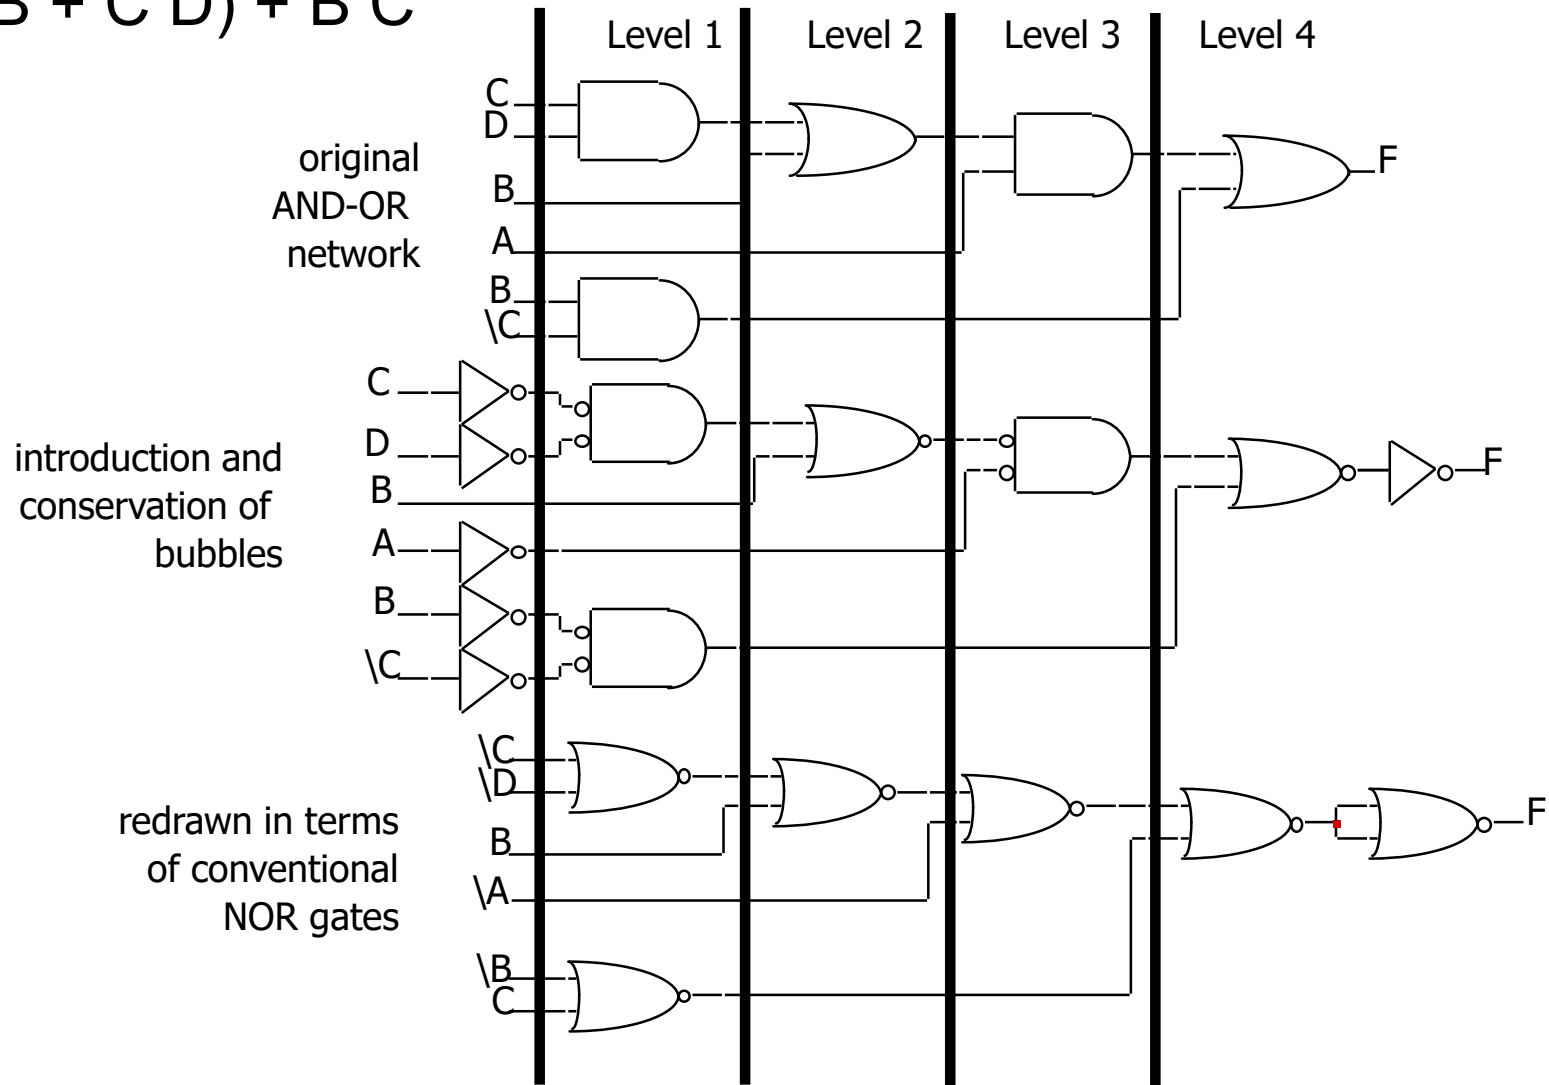 B + C D) + B C
Level 1
Level 2
Level 3
Level 4
original
AND-OR
network
C
D
B
A
B
\C
F
introduction and
conservation of
bubbles
C
D
B
A
B
\C
F
redrawn in terms
of conventional
NOR gates
\C
\D
B
\A
\B
C
F